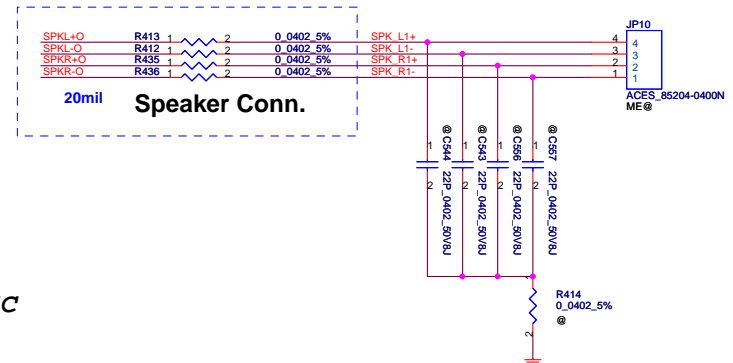 JP10
SPKL+O R413 1 2 0_0402_5% SPK_L1+ 4 4
SPKL-O R412 1 2 0_0402_5% SPK_L1- 3 3
SPKR+O R435 1 2 0_0402_5% SPK_R1+ 2 2
SPKR-O R436 1 2 0_0402_5% SPK_R1- 1 1
20mil Speaker Conn.
ACES_85204-0400N
ME@
1 2 @ C544 22P_0402_50V8J
1 2 @ C543 22P_0402_50V8J
1 2 @ C556 22P_0402_50V8J
1 2 @ C557 22P_0402_50V8J
R414
0_0402_5%
@
2